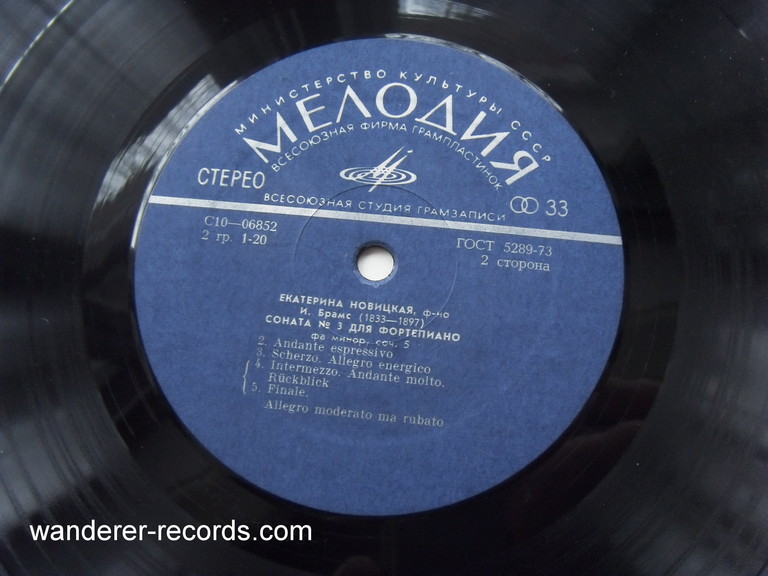 МИНИСТЕРСТВО КУЛЬТУРЫ СССР
МЕЛОДИЯ
ВСЕСОЮЗНАЯ ФИРМА ГРАМПЛАСТИНОК
СТЕРЕО
33
ВСЕСОЮЗНАЯ СТУДИЯ ГРАМЗАПИСИ
С10—06852
2 гр. 1-20
ГОСТ 5289-73
2 сторона
ЕКАТЕРИНА НОВИЦКАЯ, ф-но
И. Брамс (1833—1897)
СОНАТА № 3 ДЛЯ ФОРТЕПИАНО
фа минор, соч. 5
2. Andante espressivo
3. Scherzo. Allegro energico
4. Intermezzo. Andante molto.
Rückblick
5. Finale.
Allegro moderato ma rubato
wanderer-records.com